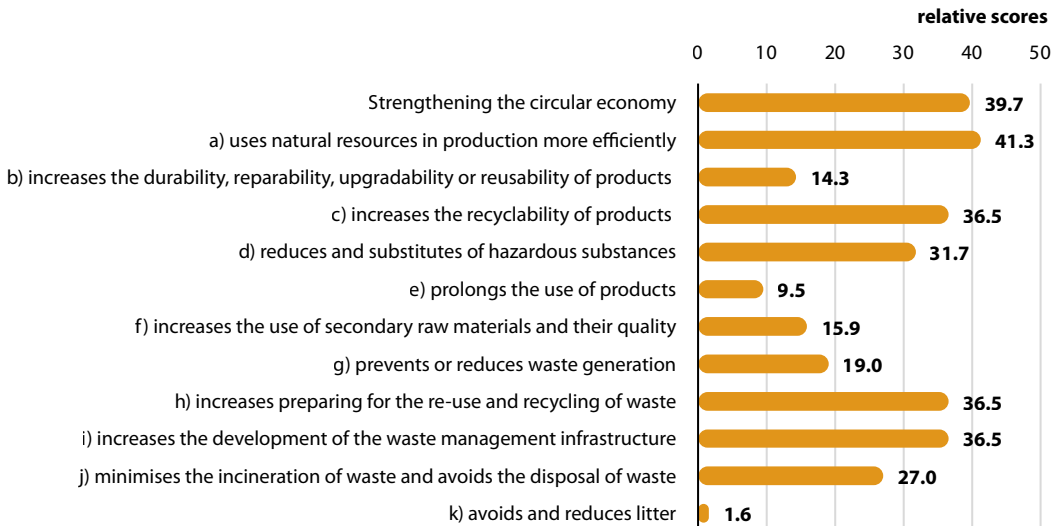 relative scores
0 10 20 30 40 50
Strengthening the circular economy 39.7
a) uses natural resources in production more efficiently 41.3
b) increases the durability, reparability, upgradability or reusability of products 14.3
c) increases the recyclability of products 36.5
d) reduces and substitutes of hazardous substances 31.7
e) prolongs the use of products 9.5
f) increases the use of secondary raw materials and their quality 15.9
g) prevents or reduces waste generation 19.0
h) increases preparing for the re-use and recycling of waste 36.5
i) increases the development of the waste management infrastructure 36.5
j) minimises the incineration of waste and avoids the disposal of waste 27.0
k) avoids and reduces litter 1.6